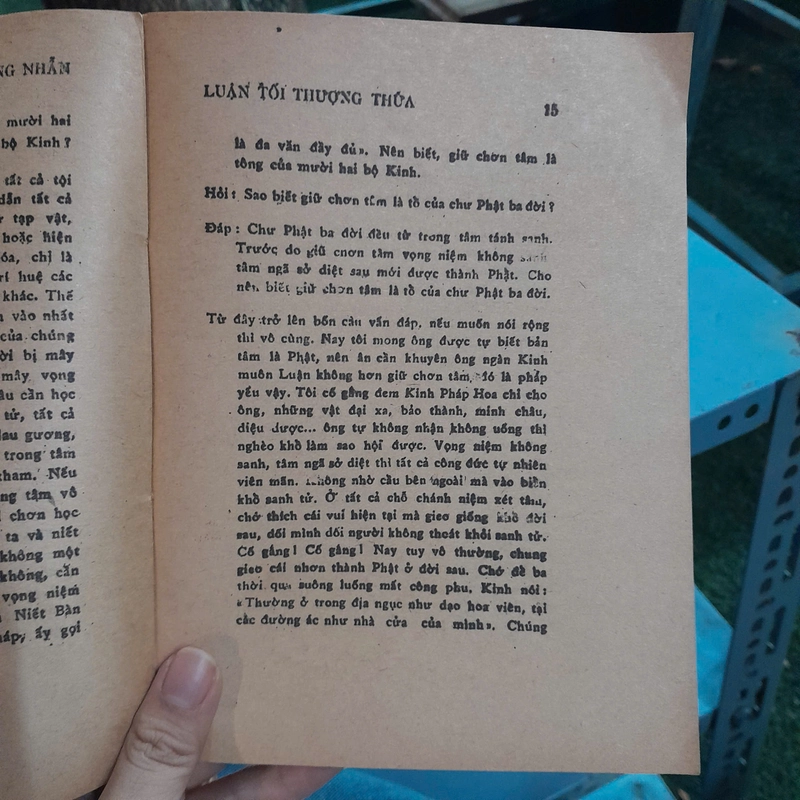 NG NHẪN
mười hai
bộ Kinh?
tất cả tội
dẫn tất cả
tạp vật,
hoặc hiện
óa, chỉ là
rí huệ các
khác. Thế
vào nhất
của chúng
ời bị mây
mây vọng
âu cần học
tử, tất cả
lau gương,
trong tâm
tham. Nếu
ng tâm vô
chơn học
ta và niết
không một
không, cần
vọng niệm
Niết Bàn
háp, ấy gọi
LUẬN TỐI THƯỢNG THỪA
15
là đa văn đầy đủ». Nên biết, giữ chơn tâm là
tông của mười hai bộ Kinh.
Hỏi: Sao biết giữ chơn tâm là tổ của chư Phật ba đời?
Đáp: Chư Phật ba đời đều từ trong tâm tánh sanh.
Trước do giữ chơn tâm vọng niệm không sanh
tâm ngã sở diệt sau mới được thành Phật. Cho
nên biết giữ chơn tâm là tổ của chư Phật ba đời.
Từ đây trở lên bốn câu vấn đáp, nếu muốn nói rộng
thì vô cùng. Nay tôi mong ông được tự biết bản
tâm là Phật, nên ân cần khuyên ông ngàn Kinh
muôn Luận không hơn giữ chơn tâm, đó là pháp
yếu vậy. Tôi cố gắng đem Kinh Pháp Hoa chỉ cho
ông, những vật đại xa, bảo thành, minh châu,
diệu dược... ông tự không nhận không uống thì
nghèo khổ làm sao hội được. Vọng niệm không
sanh, tâm ngã sở diệt thì tất cả công đức tự nhiên
viên mãn. Không nhờ cầu bên ngoài mà vào biển
khổ sanh tử. Ở tất cả chỗ chánh niệm xét tâm,
chớ thích cái vui hiện tại mà gieo giống khổ đời
sau, dối mình dối người không thoát khỏi sanh tử.
Cố gắng! Cố gắng! Nay tuy vô thường, chung
gieo cái nhơn thành Phật ở đời sau. Chớ để ba
thời qua suông luống mất công phu. Kinh nói:
«Thường ở trong địa ngục như dạo hoa viên, tại
các đường ác như nhà cửa của mình». Chúng